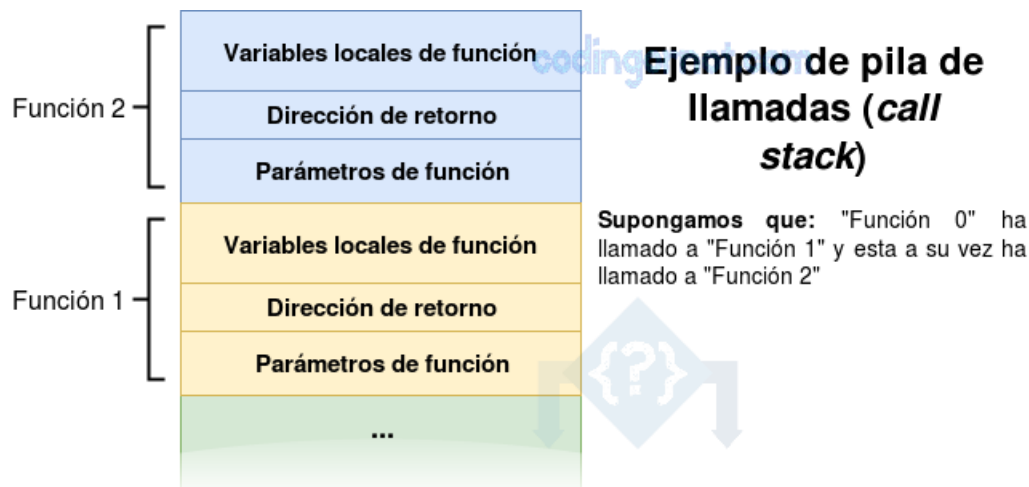 Ejemplo de pila de
llamadas (call
stack)
Supongamos que: "Función 0" ha
llamado a "Función 1" y esta a su vez ha
llamado a "Función 2"
Función 2
Variables locales de función
Dirección de retorno
Parámetros de función
Función 1
Variables locales de función
Dirección de retorno
Parámetros de función
...
{?}